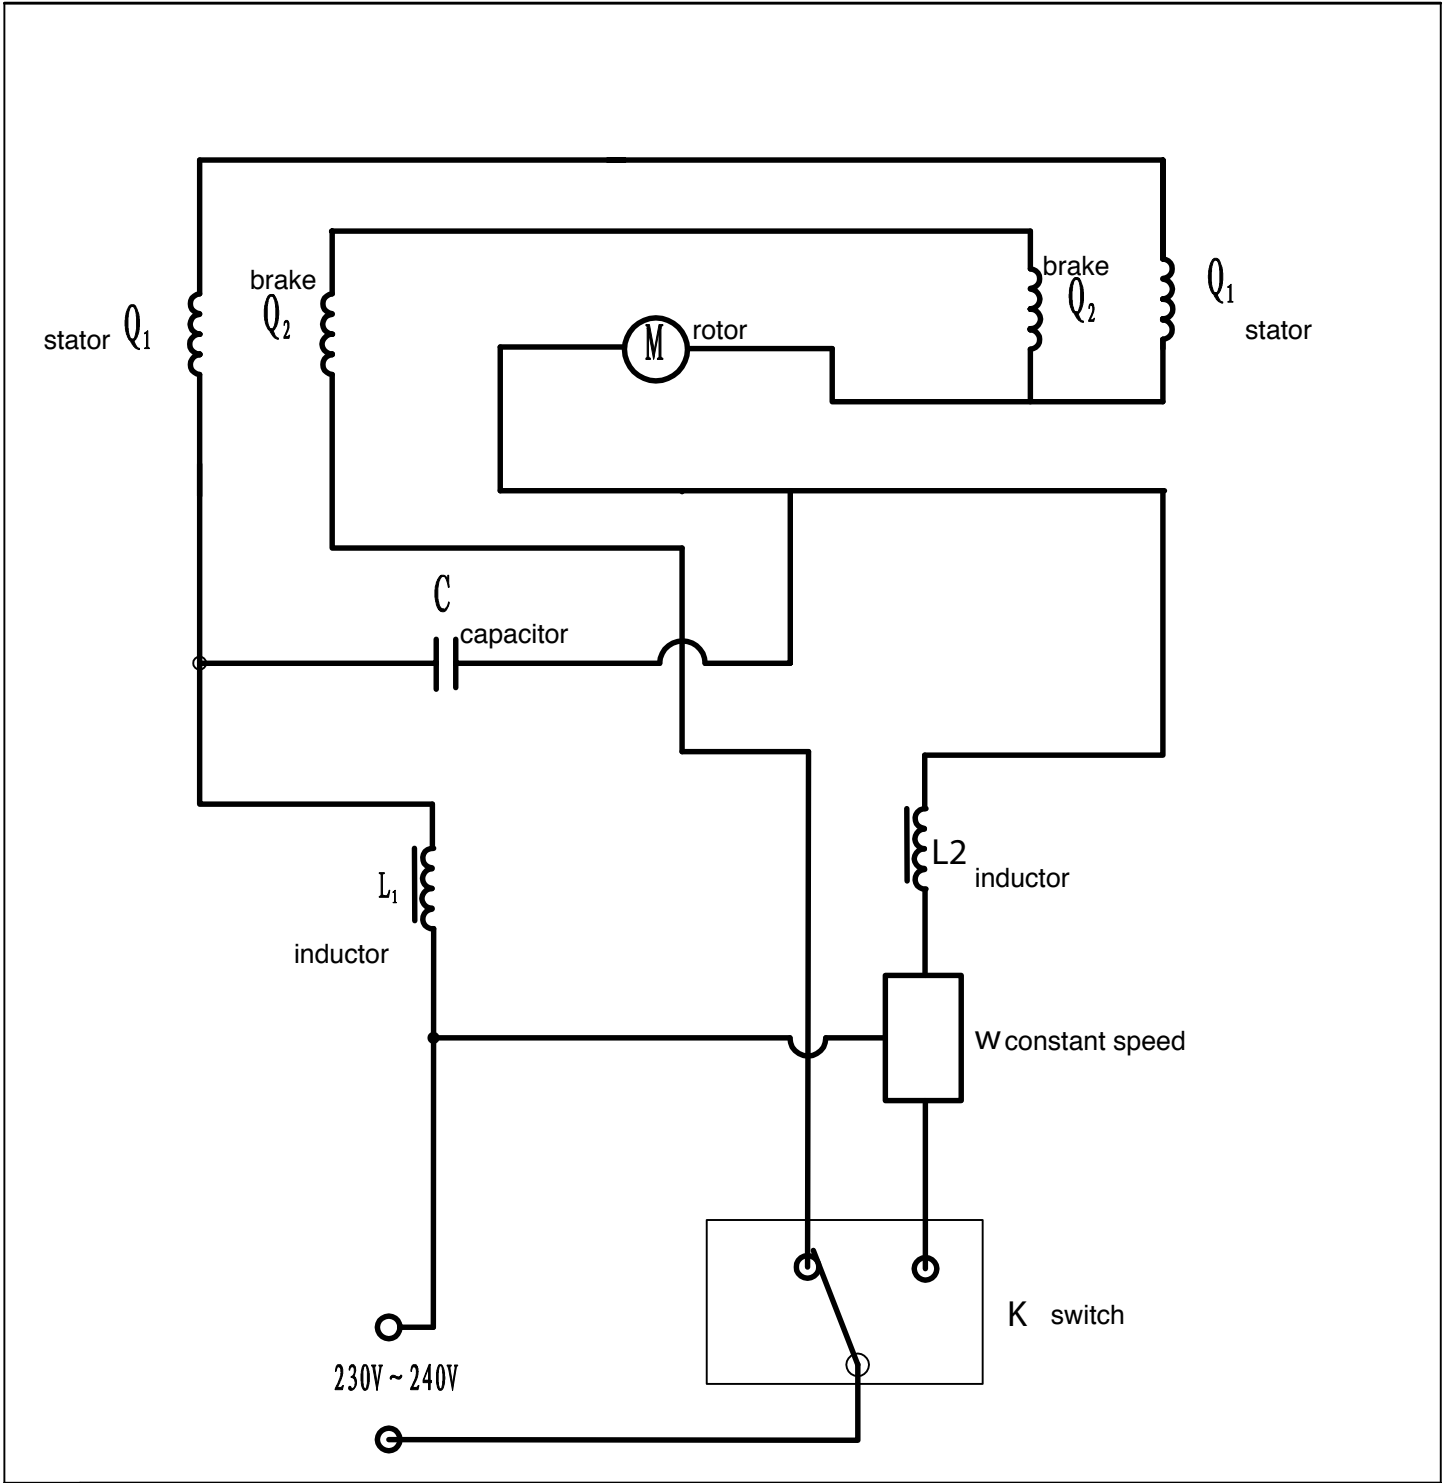 brake
Q2
brake
Q2
Q1
stator
stator Q1
M rotor
C
capacitor
L1
inductor
L2
inductor
W constant speed
K switch
230V ~ 240V